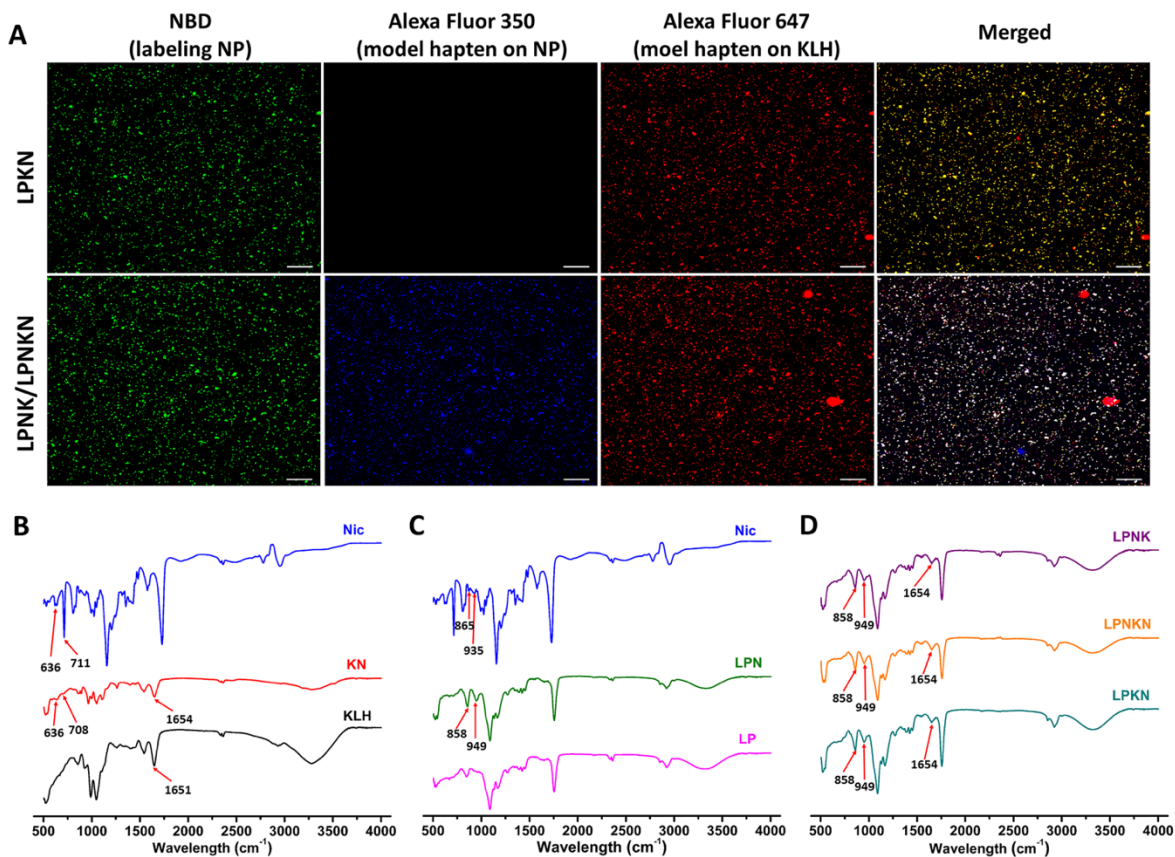 A
NBD
(labeling NP)
Alexa Fluor 350
(model hapten on NP)
Alexa Fluor 647
(moel hapten on KLH)
Merged
LPKN
LPNK/LPNKN
B
Nic
636
711
KN
636
708
1654
KLH
1651
500 1000 1500 2000 2500 3000 3500 4000
Wavelength(cm⁻¹)
C
Nic
865
935
LPN
858
949
LP
500 1000 1500 2000 2500 3000 3500 4000
Wavelength(cm⁻¹)
D
LPNK
858
949
1654
LPNKN
858
949
1654
LPKN
858
949
1654
500 1000 1500 2000 2500 3000 3500 4000
Wavelength(cm⁻¹)